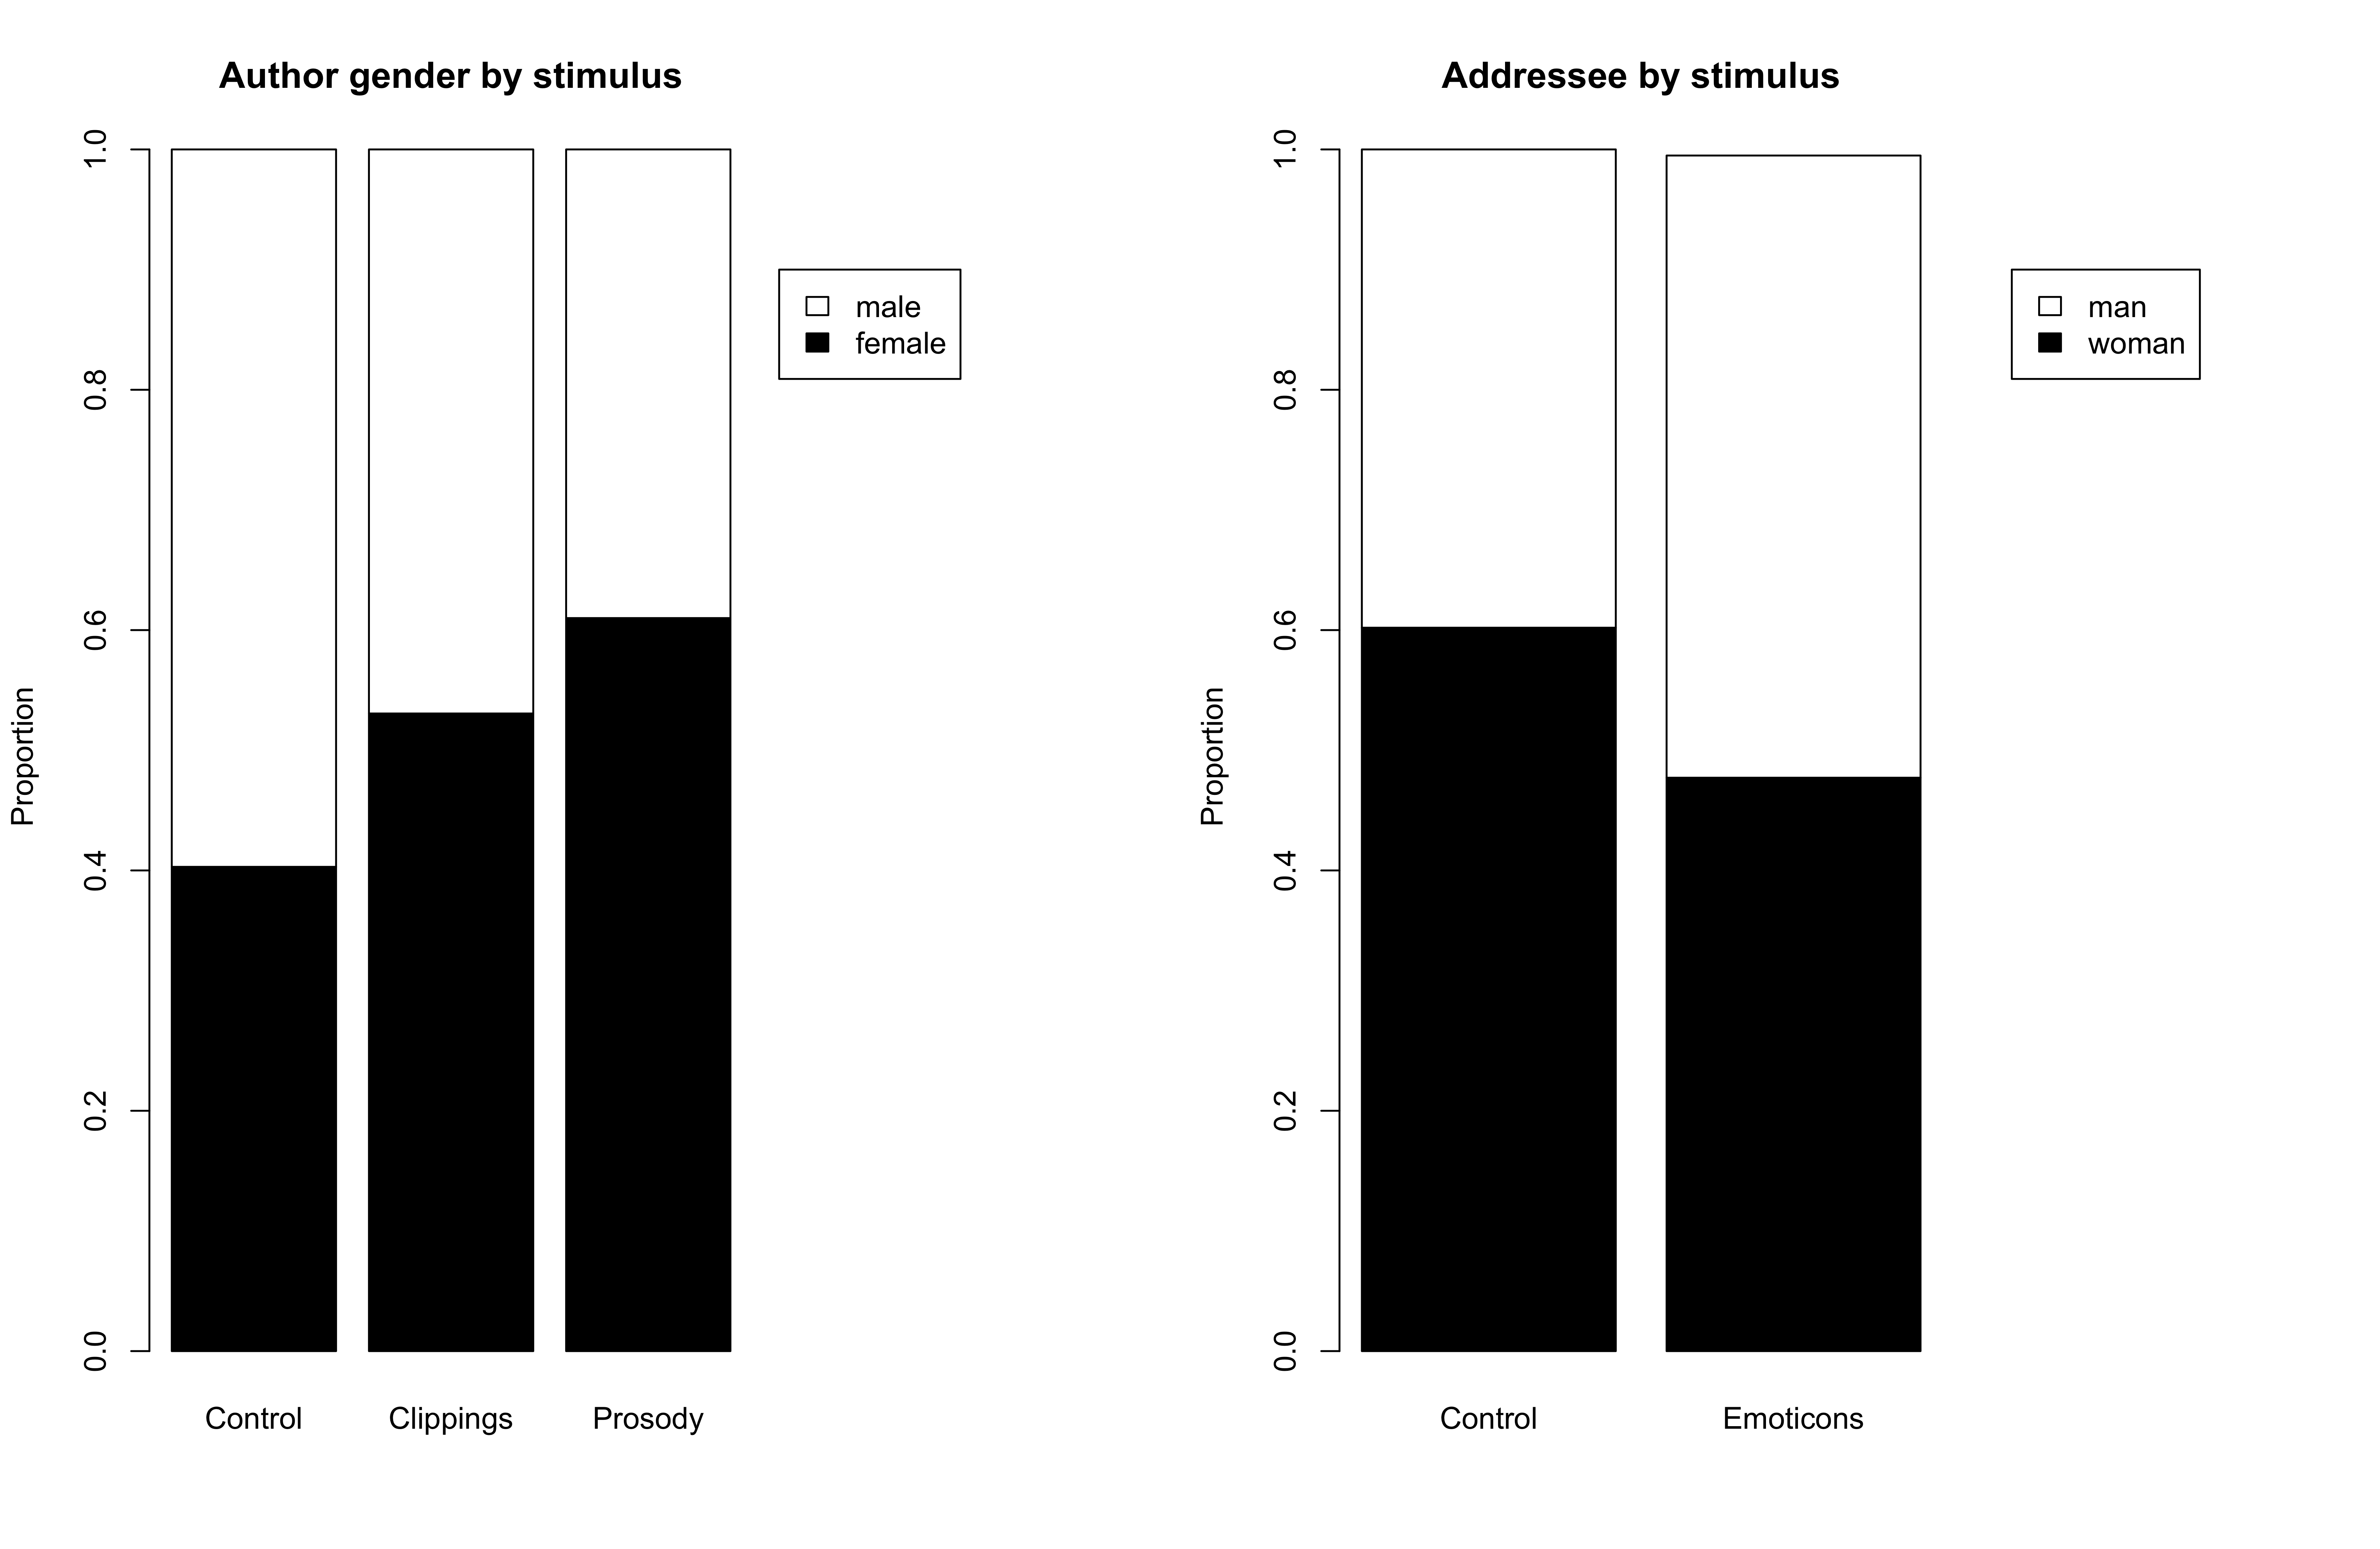 Author gender by stimulus
Proportion
1.0
0.8
0.6
0.4
0.2
0.0
Control Clippings Prosody
male
female
Addressee by stimulus
Proportion
1.0
0.8
0.6
0.4
0.2
0.0
Control Emoticons
man
woman